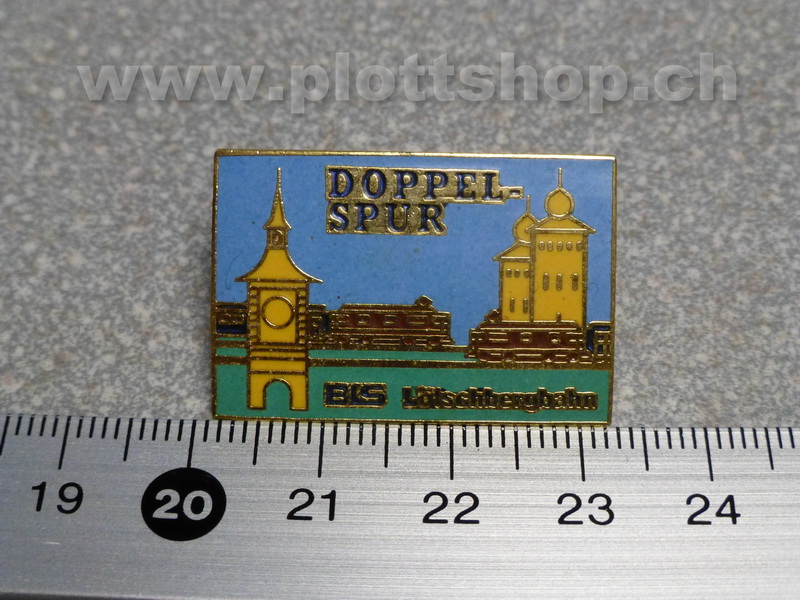 www.plottshop.ch
DOPPEL-
SPUR
BLS Lötschbergbahn
19 20 21 22 23 24